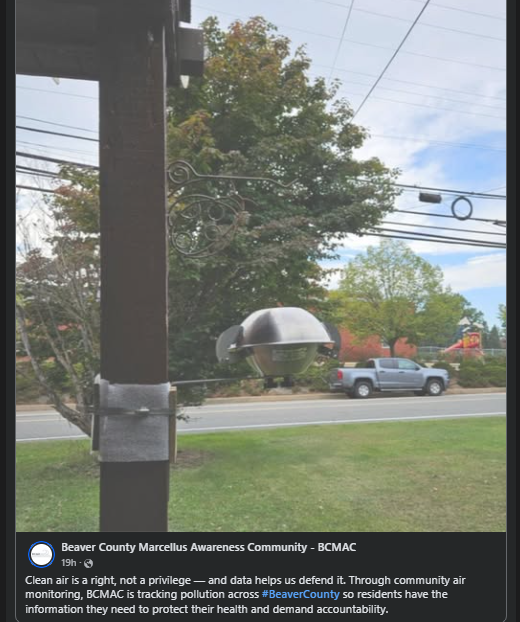 Beaver County Marcellus Awareness Community - BCMAC
19h ·
Clean air is a right, not a privilege — and data helps us defend it. Through community air
monitoring, BCMAC is tracking pollution across #BeaverCounty so residents have the
information they need to protect their health and demand accountability.